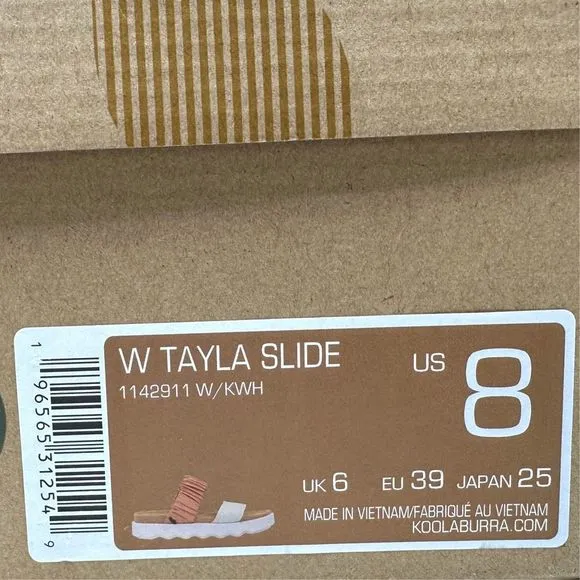 W TAYLA SLIDE
1142911 W/KWH
US 8
UK 6 EU 39 JAPAN 25
MADE IN VIETNAM/FABRIQUÉ AU VIETNAM
KOOLABURRA.COM
1 96565 31254 9